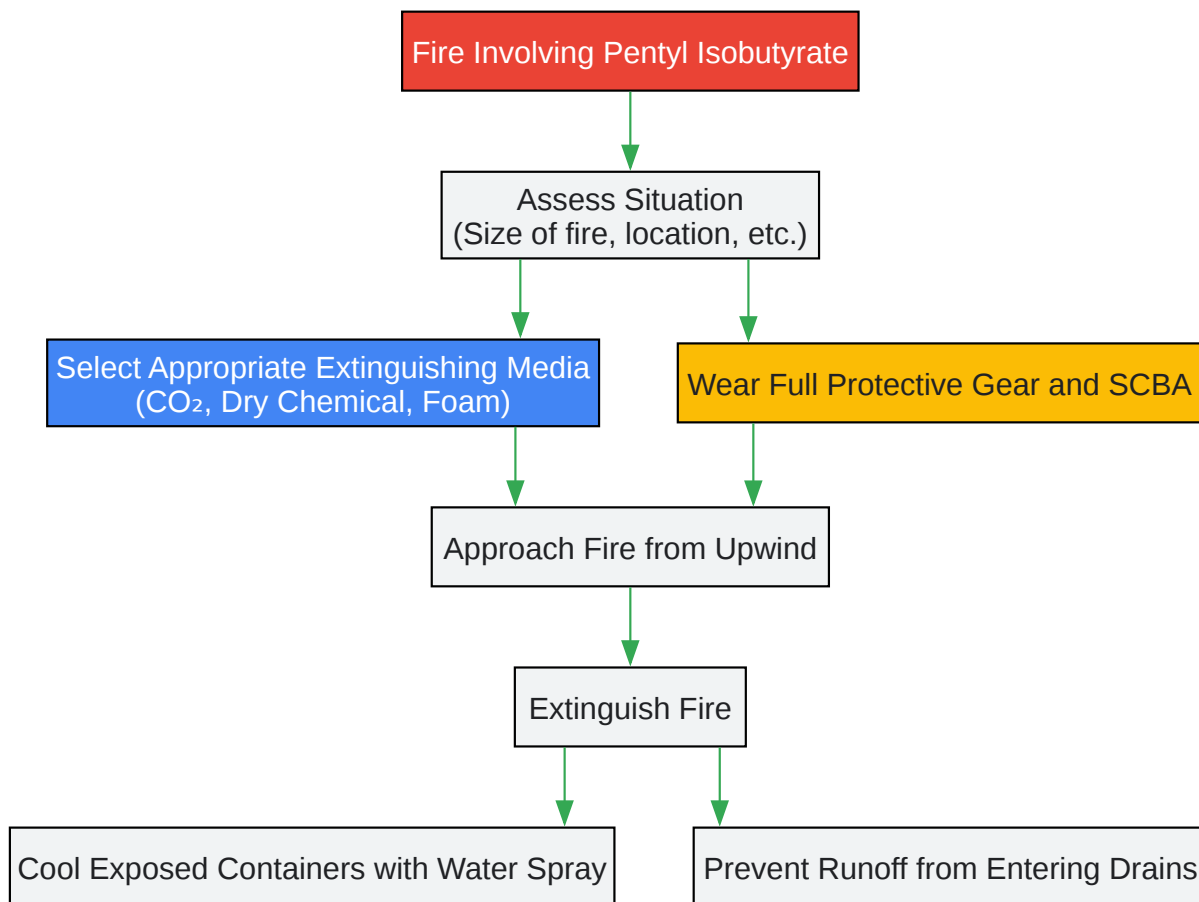 Fire Involving Pentyl Isobutyrate
Assess Situation
(Size of fire, location, etc.)
Select Appropriate Extinguishing Media
(CO₂, Dry Chemical, Foam)
Wear Full Protective Gear and SCBA
Approach Fire from Upwind
Extinguish Fire
Cool Exposed Containers with Water Spray
Prevent Runoff from Entering Drains